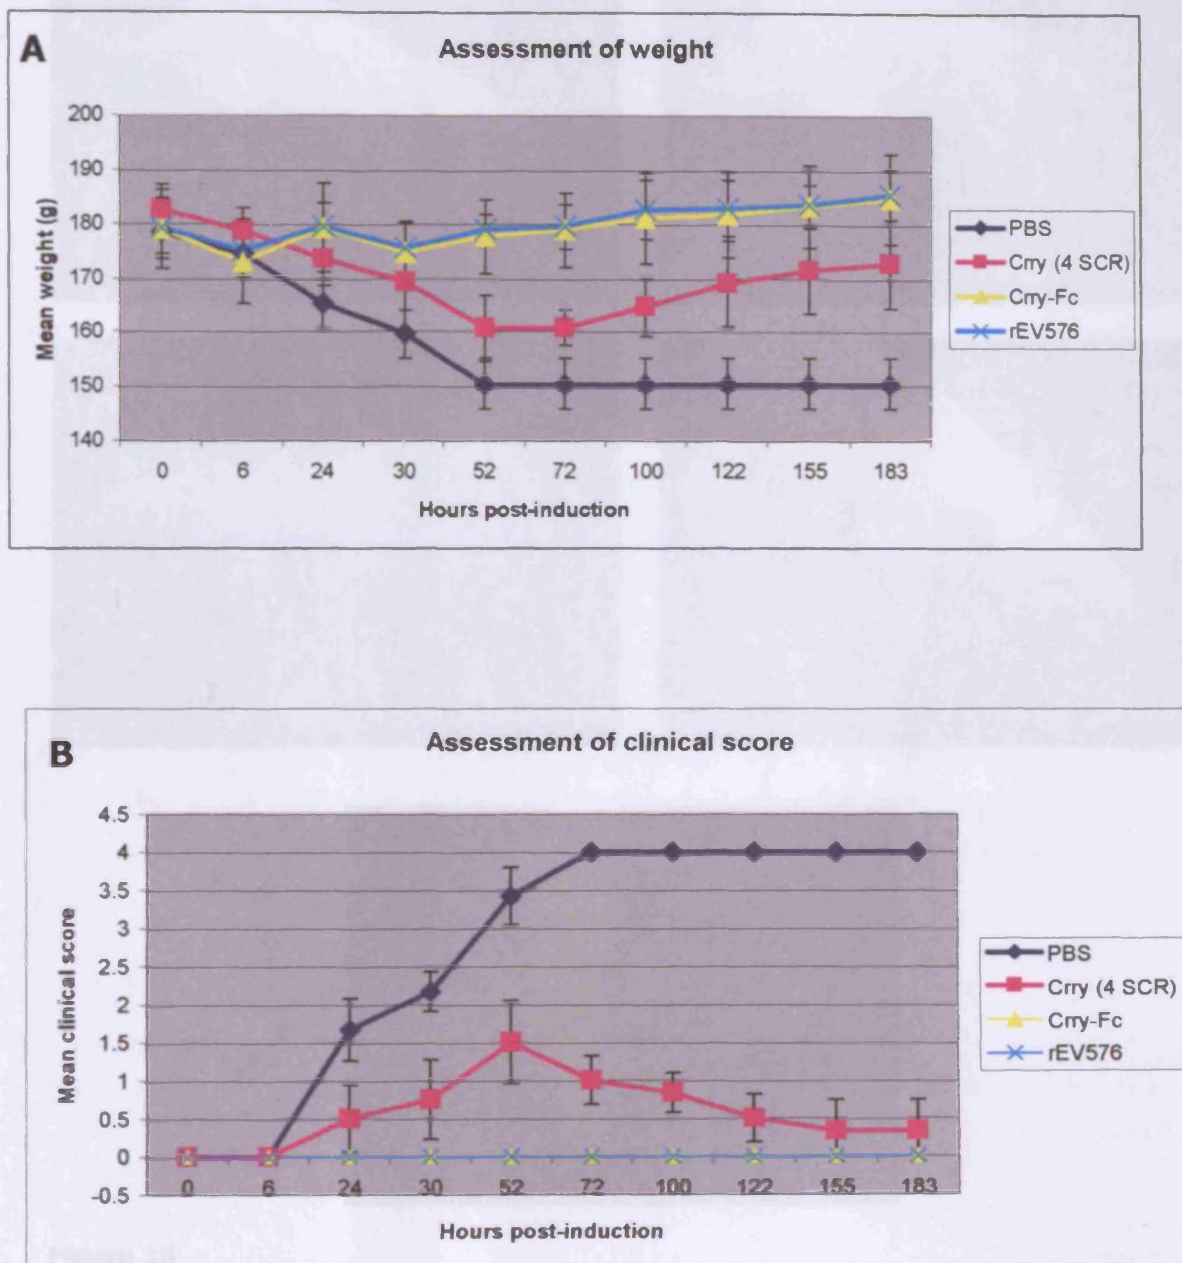 A
Assessment of weight
Mean weight (g)
200
190
180
170
160
150
140
0 6 24 30 52 72 100 122 155 183
Hours post-induction
PBS
Crry (4 SCR)
Crry-Fc
rEV576
B
Assessment of clinical score
Mean clinical score
4.5
4
3.5
3
2.5
2
1.5
1
0.5
0
-0.5
0 6 24 30 52 72 100 122 155 183
Hours post-induction
PBS
Crry (4 SCR)
Crry-Fc
rEV576